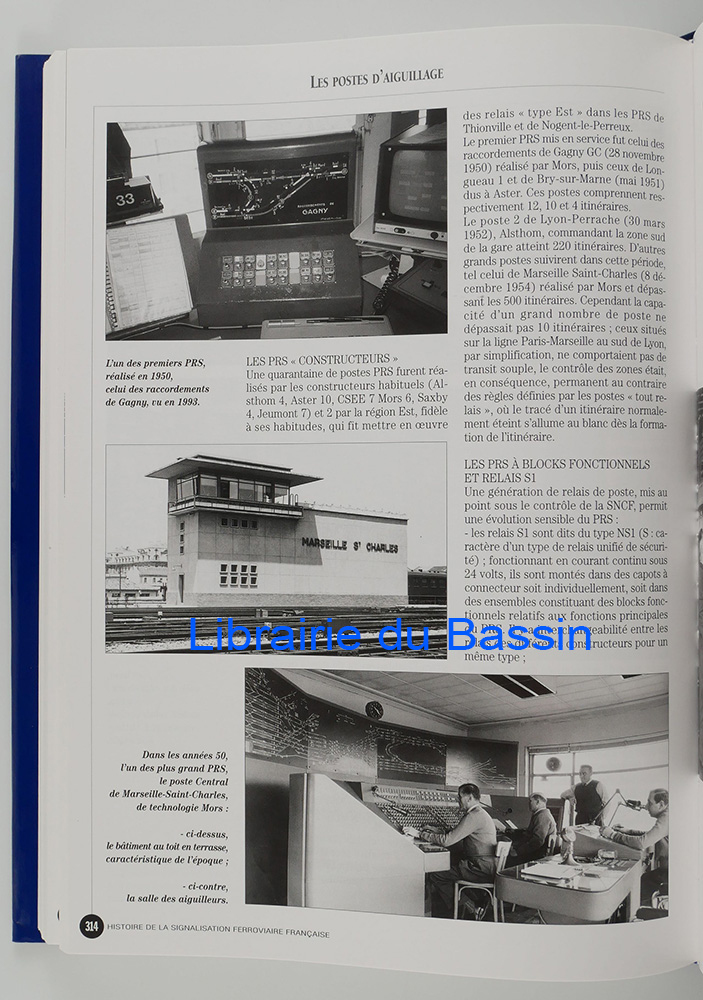 LES POSTES D'AIGUILLAGE
33
RACCORDEMENTS DE
GAGNY
L'un des premiers PRS,
réalisé en 1950,
celui des raccordements
de Gagny, vu en 1993.
LES PRS « CONSTRUCTEURS »
Une quarantaine de postes PRS furent réa-
lisés par les constructeurs habituels (Al-
sthom 4, Aster 10, CSEE 7 Mors 6, Saxby
4, Jeumont 7) et 2 par la région Est, fidèle
à ses habitudes, qui fit mettre en œuvre
des relais « type Est » dans les PRS de
Thionville et de Nogent-le-Perreux.
Le premier PRS mis en service fut celui des
raccordements de Gagny GC (28 novembre
1950) réalisé par Mors, puis ceux de Lon-
gueau 1 et de Bry-sur-Marne (mai 1951)
dus à Aster. Ces postes comprennent res-
pectivement 12, 10 et 4 itinéraires.
Le poste 2 de Lyon-Perrache (30 mars
1952), Alsthom, commandant la zone sud
de la gare atteint 220 itinéraires. D'autres
grands postes suivirent dans cette période,
tel celui de Marseille Saint-Charles (8 dé-
cembre 1954) réalisé par Mors et dépas-
sant les 500 itinéraires. Cependant la capa-
cité d'un grand nombre de poste ne
dépassait pas 10 itinéraires ; ceux situés
sur la ligne Paris-Marseille au sud de Lyon,
par simplification, ne comportaient pas de
transit souple, le contrôle des zones était,
en conséquence, permanent au contraire
des règles définies par les postes « tout re-
lais », où le tracé d'un itinéraire normale-
ment éteint s'allume au blanc dès la forma-
tion de l'itinéraire.
LES PRS À BLOCKS FONCTIONNELS
ET RELAIS S1
Une génération de relais de poste, mis au
point sous le contrôle de la SNCF, permit
une évolution sensible du PRS :
- les relais S1 sont dits du type NS1 (S : ca-
ractère d'un type de relais unifié de sécuri-
té) ; fonctionnant en courant continu sous
24 volts, ils sont montés dans des capots à
connecteur soit individuellement, soit dans
des ensembles constituant des blocks fonc-
tionnels relatifs aux fonctions principales
du PRS. Interchangeabilité entre les
relais des différents constructeurs pour un
même type ;
MARSEILLE ST CHARLES
Librairie du Bassin
Dans les années 50,
l'un des plus grand PRS,
le poste Central
de Marseille-Saint-Charles,
de technologie Mors :
- ci-dessus,
le bâtiment au toit en terrasse,
caractéristique de l'époque ;
- ci-contre,
la salle des aiguilleurs.
314 HISTOIRE DE LA SIGNALISATION FERROVIAIRE FRANÇAISE